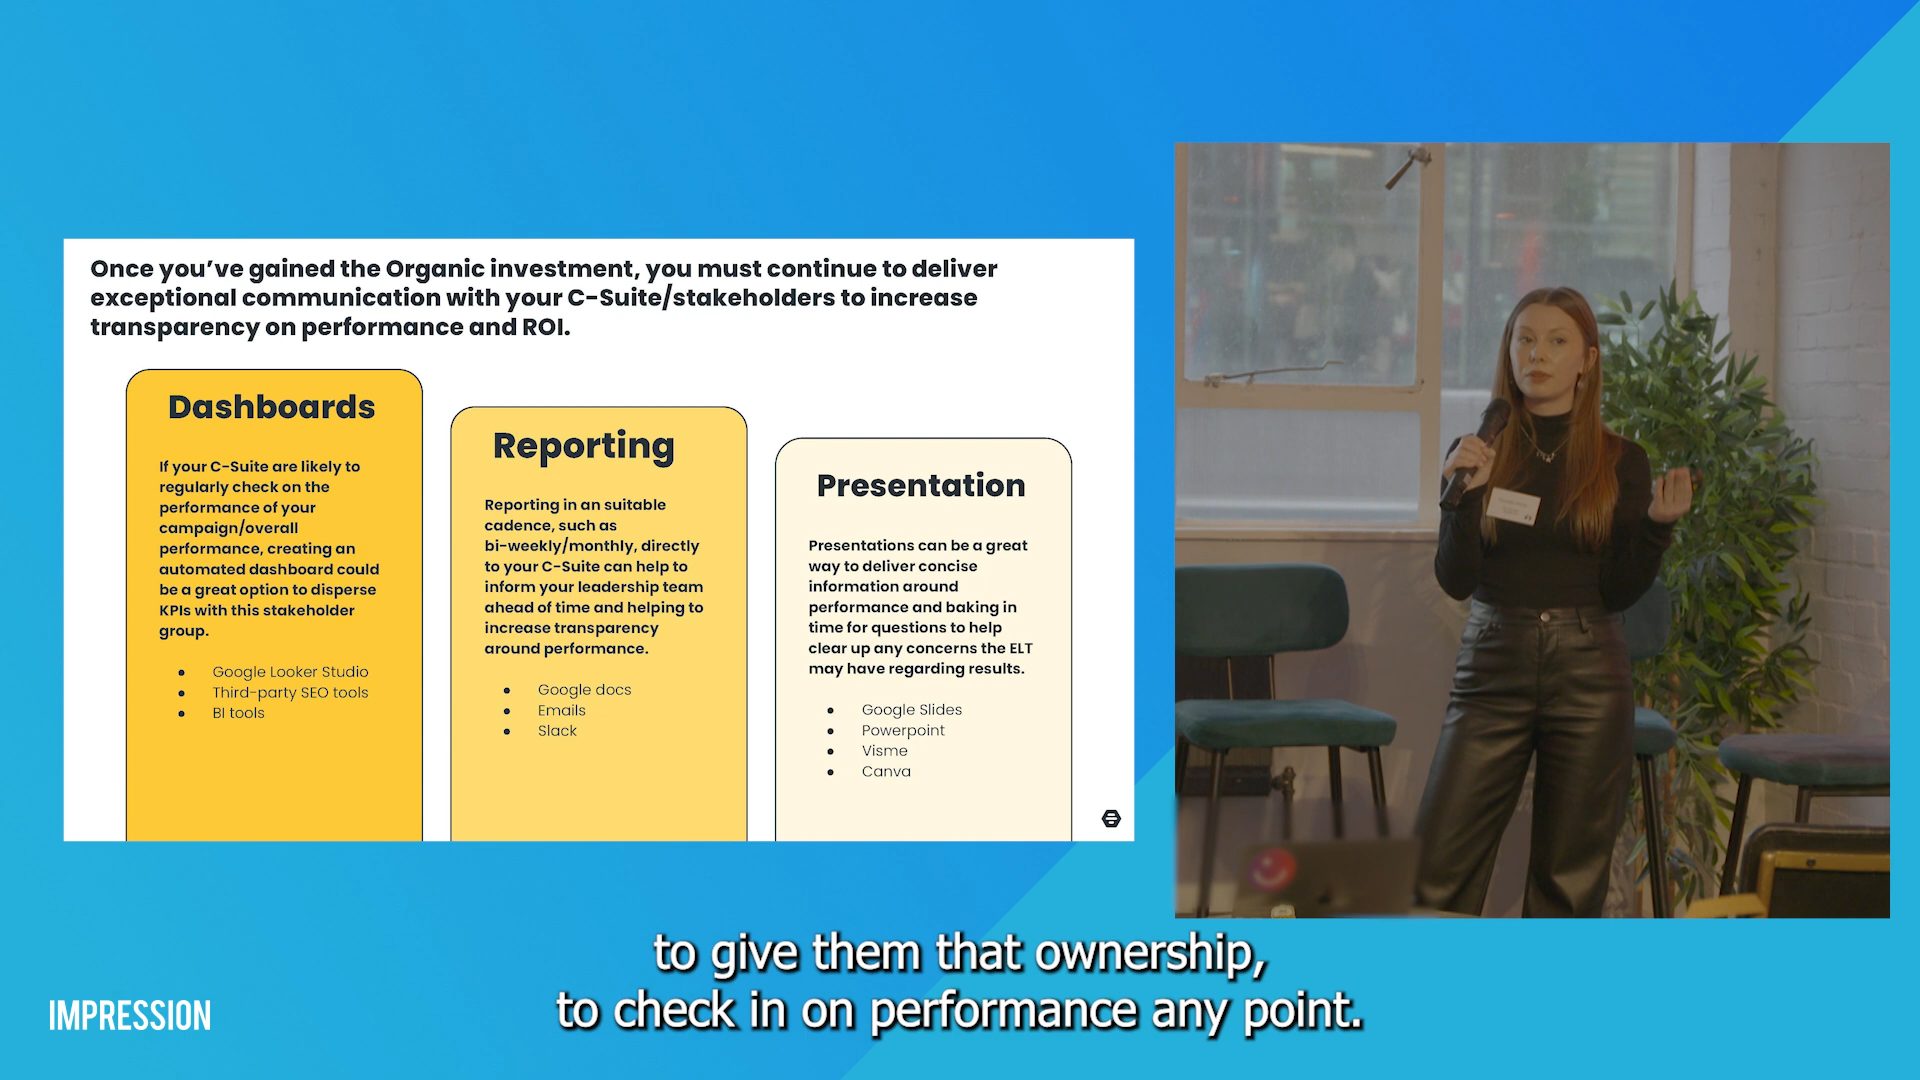 Once you’ve gained the Organic investment, you must continue to deliver
exceptional communication with your C-Suite/stakeholders to increase
transparency on performance and ROI.
Dashboards
If your C-Suite are likely to
regularly check on the
performance of your
campaign/overall
performance, creating an
automated dashboard could
be a great option to disperse
KPIs with this stakeholder
group.
● Google Looker Studio
● Third-party SEO tools
● BI tools
Reporting
Reporting in an suitable
cadence, such as
bi-weekly/monthly, directly
to your C-Suite can help to
inform your leadership team
ahead of time and helping to
increase transparency
around performance.
● Google docs
● Emails
● Slack
Presentation
Presentations can be a great
way to deliver concise
information around
performance and baking in
time for questions to help
clear up any concerns the ELT
may have regarding results.
● Google Slides
● Powerpoint
● Visme
● Canva
to give them that ownership,
to check in on performance any point.
IMPRESSION